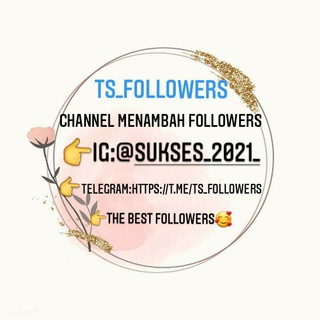 TS_FOLLOWERS
CHANNEL MENAMBAH FOLLOWERS
👉IG:@SUKSES_2021_
👉TELEGRAM:HTTPS://T.ME/TS_FOLLOWERS
👉THE BEST FOLLOWERS🥰